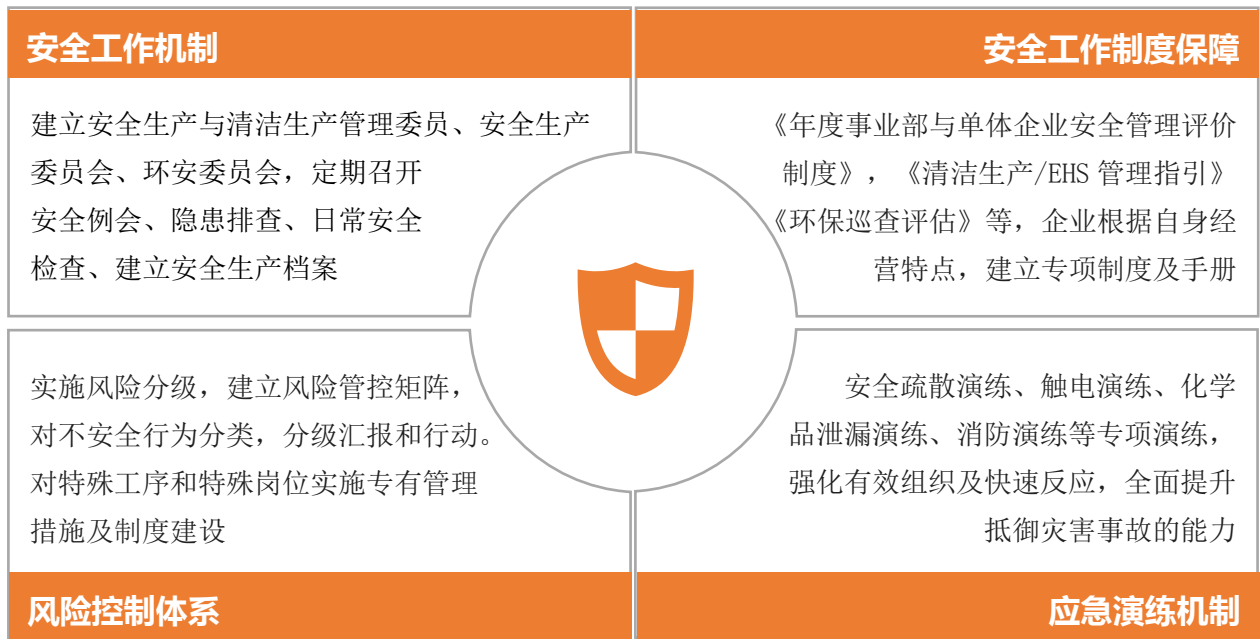 安全工作机制
建立安全生产与清洁生产管理委员、安全生产
委员会、环安委员会，定期召开
安全例会、隐患排查、日常安全
检查、建立安全生产档案
安全工作制度保障
《年度事业部与单体企业安全管理评价
制度》，《清洁生产/EHS 管理指引》
《环保巡查评估》等，企业根据自身经
营特点，建立专项制度及手册
实施风险分级，建立风险管控矩阵，
对不安全行为分类，分级汇报和行动。
对特殊工序和特殊岗位实施专有管理
措施及制度建设
风险控制体系
安全疏散演练、触电演练、化学
品泄漏演练、消防演练等专项演练，
强化有效组织及快速反应，全面提升
抵御灾害事故的能力
应急演练机制